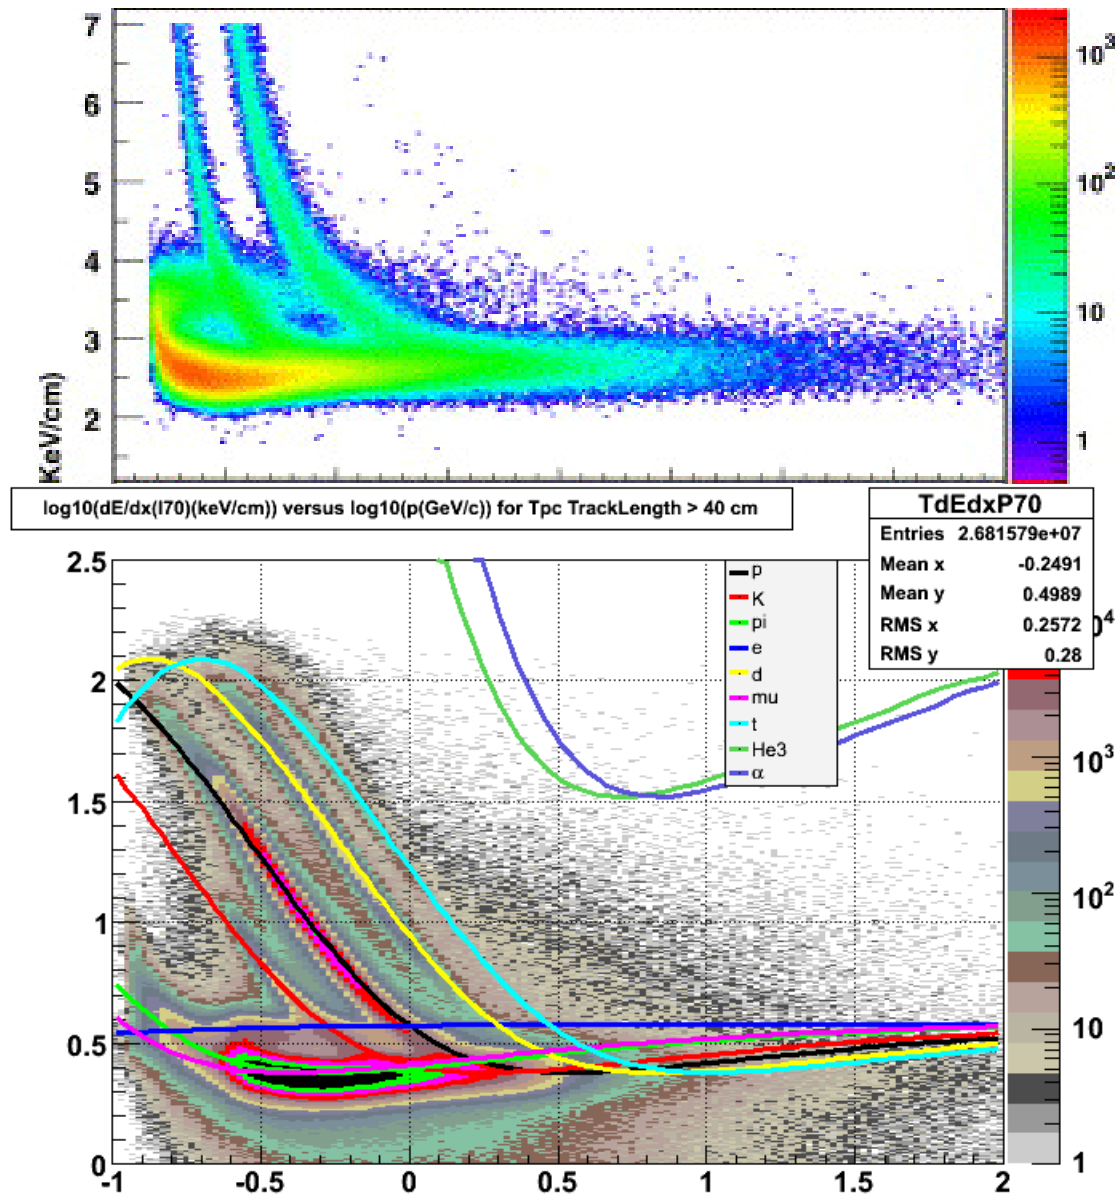 7
6
5
4
3
2
KeV/cm)
10³
10²
10
1
log10(dE/dx(I70)(keV/cm)) versus log10(p(GeV/c)) for Tpc TrackLength > 40 cm
TdEdxP70
Entries 2.681579e+07
Mean x -0.2491
Mean y 0.4989
RMS x 0.2572
RMS y 0.28
p
K
pi
e
d
mu
t
He3
α
2.5
2
1.5
1
0.5
0
-1 -0.5 0 0.5 1 1.5 2
0⁴
10³
10²
10
1